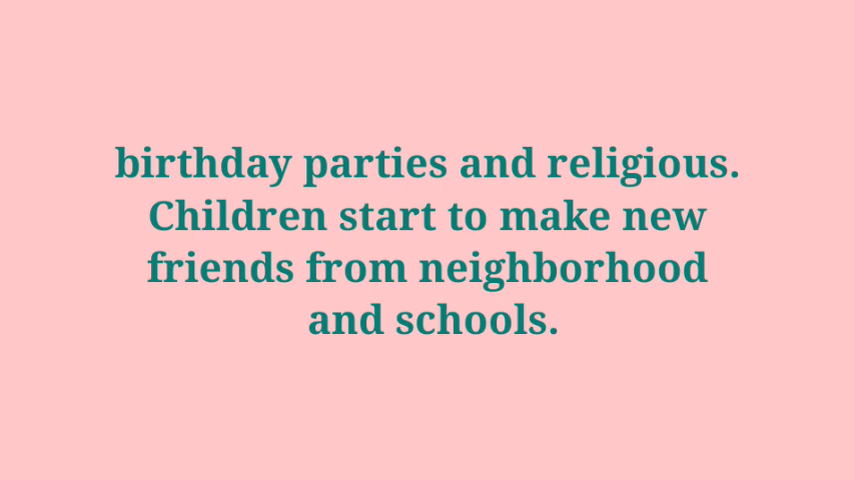 birthday parties and religious.
Children start to make new
friends from neighborhood
and schools.